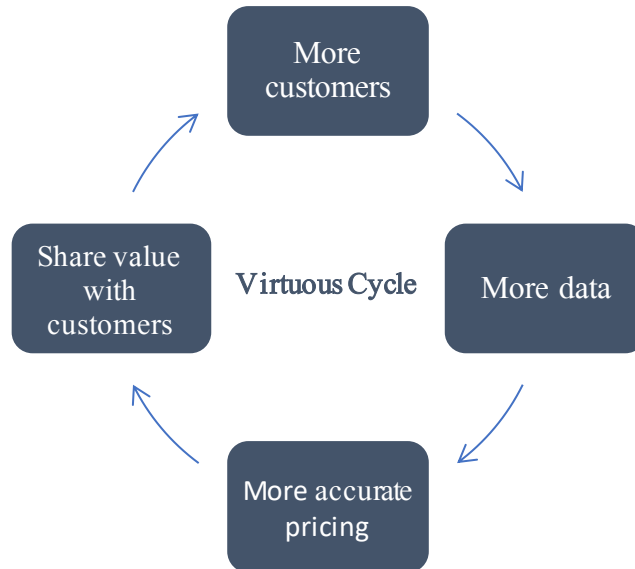 More
customers
Share value
with
customers
Virtuous Cycle
More data
More accurate
pricing